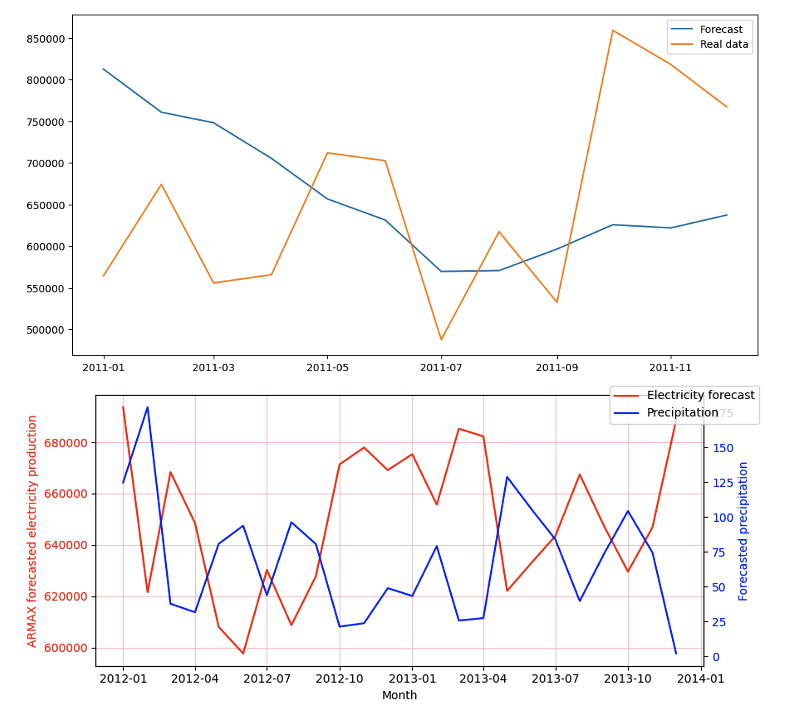 850000
800000
750000
700000
650000
600000
550000
500000
Forecast
Real data
2011-01 2011-03 2011-05 2011-07 2011-09 2011-11
ARMAX forecasted electricity production
680000
660000
640000
620000
600000
Electricity forecast
Precipitation
175
150
125
100
75
50
25
0
Forecasted precipitation
2012-01 2012-04 2012-07 2012-10 2013-01 2013-04 2013-07 2013-10 2014-01
Month